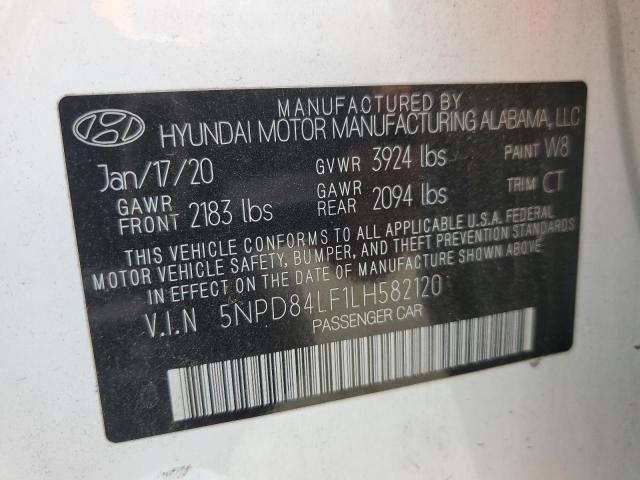 MANUFACTURED BY
HYUNDAI MOTOR MANUFACTURING ALABAMA, LLC
Jan/17/20 GVWR 3924 lbs PAINT W8
GAWR FRONT 2183 lbs GAWR REAR 2094 lbs TRIM CT
THIS VEHICLE CONFORMS TO ALL APPLICABLE U.S.A. FEDERAL
MOTOR VEHICLE SAFETY, BUMPER, AND THEFT PREVENTION STANDARDS
IN EFFECT ON THE DATE OF MANUFACTURE SHOWN ABOVE.
V.I.N 5NPD84LF1LH582120
PASSENGER CAR